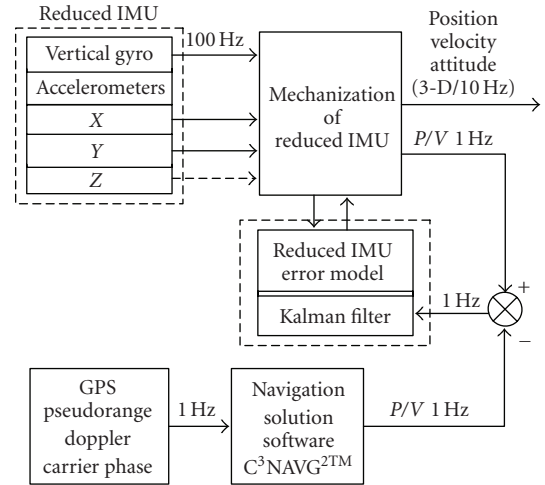 Reduced IMU
Vertical gyro
Accelerometers
X
Y
Z
100 Hz
Mechanization
of
reduced IMU
Position
velocity
attitude
(3-D/10 Hz)
P/V 1 Hz
Reduced IMU
error model
Kalman filter
1 Hz
+
−
GPS
pseudorange
doppler
carrier phase
1 Hz
Navigation
solution
software
C³NAVG²ᵀᴹ
P/V 1 Hz